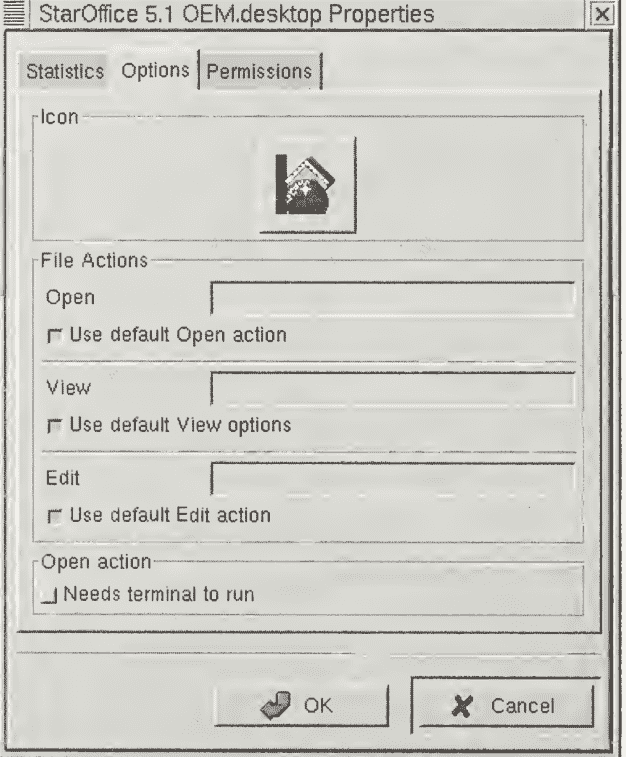 StarOffice 5.1 OEM.desktop Properties
Statistics Options Permissions
Icon
File Actions
Open
Use default Open action
View
Use default View options
Edit
Use default Edit action
Open action
Needs terminal to run
OK Cancel